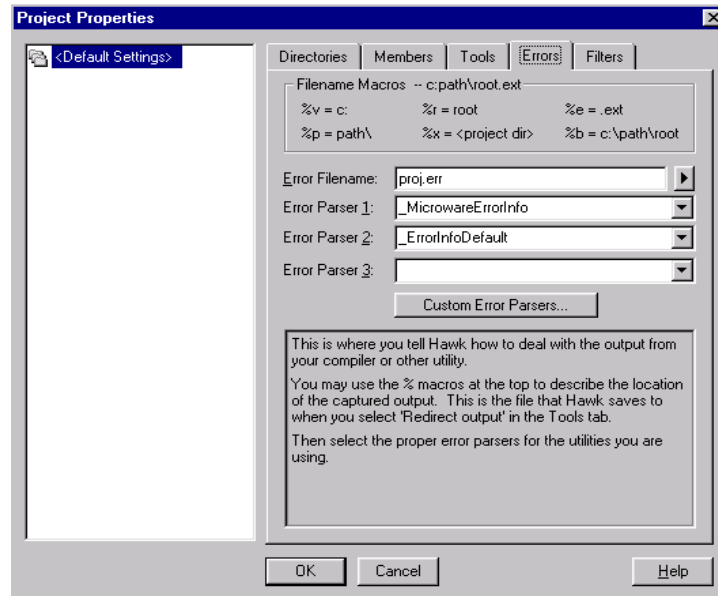 Project Properties
<Default Settings>
Directories Members Tools Errors Filters
Filename Macros -- c:path\root.ext
%v = c: %r = root %e = .ext
%p = path\ %x = <project dir> %b = c:\path\root
Error Filename: proj.err
Error Parser 1: _MicrowareErrorInfo
Error Parser 2: _ErrorInfoDefault
Error Parser 3:
Custom Error Parsers...
This is where you tell Hawk how to deal with the output from
your compiler or other utility.
You may use the % macros at the top to describe the location
of the captured output. This is the file that Hawk saves to
when you select 'Redirect output' in the Tools tab.
Then select the proper error parsers for the utilities you are
using.
OK Cancel Help